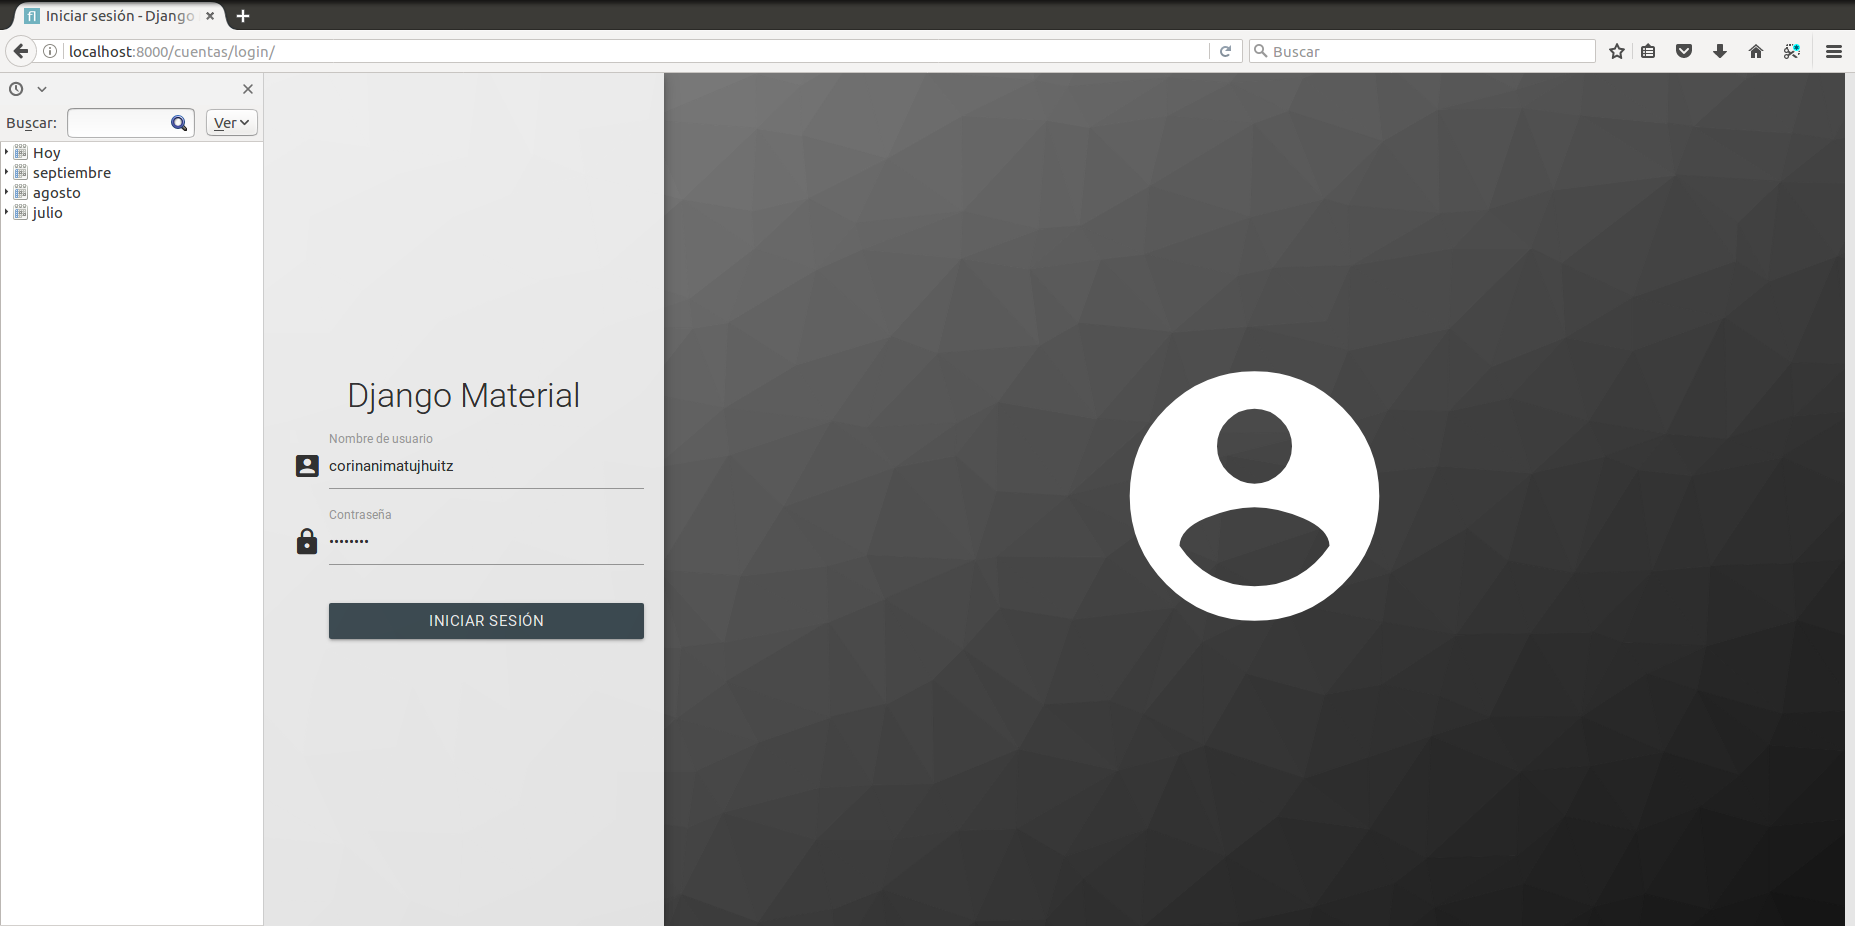 fl Iniciar sesión - Django
localhost:8000/cuentas/login/
Buscar
Buscar:
Ver
Hoy
septiembre
agosto
julio
Django Material
Nombre de usuario
corinanimatujhuitz
Contraseña
••••••••
INICIAR SESIÓN